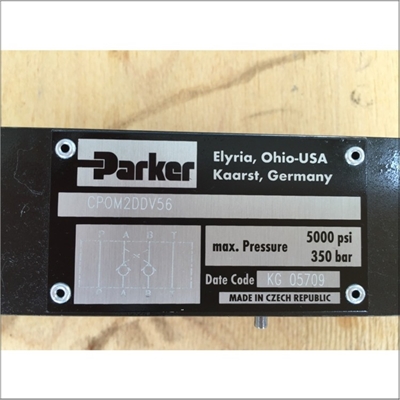 Parker
Elyria, Ohio-USA
Kaarst, Germany
CPOM2DDV56
P A B T
max. Pressure 5000 psi
350 bar
Date Code KG 05709
MADE IN CZECH REPUBLIC